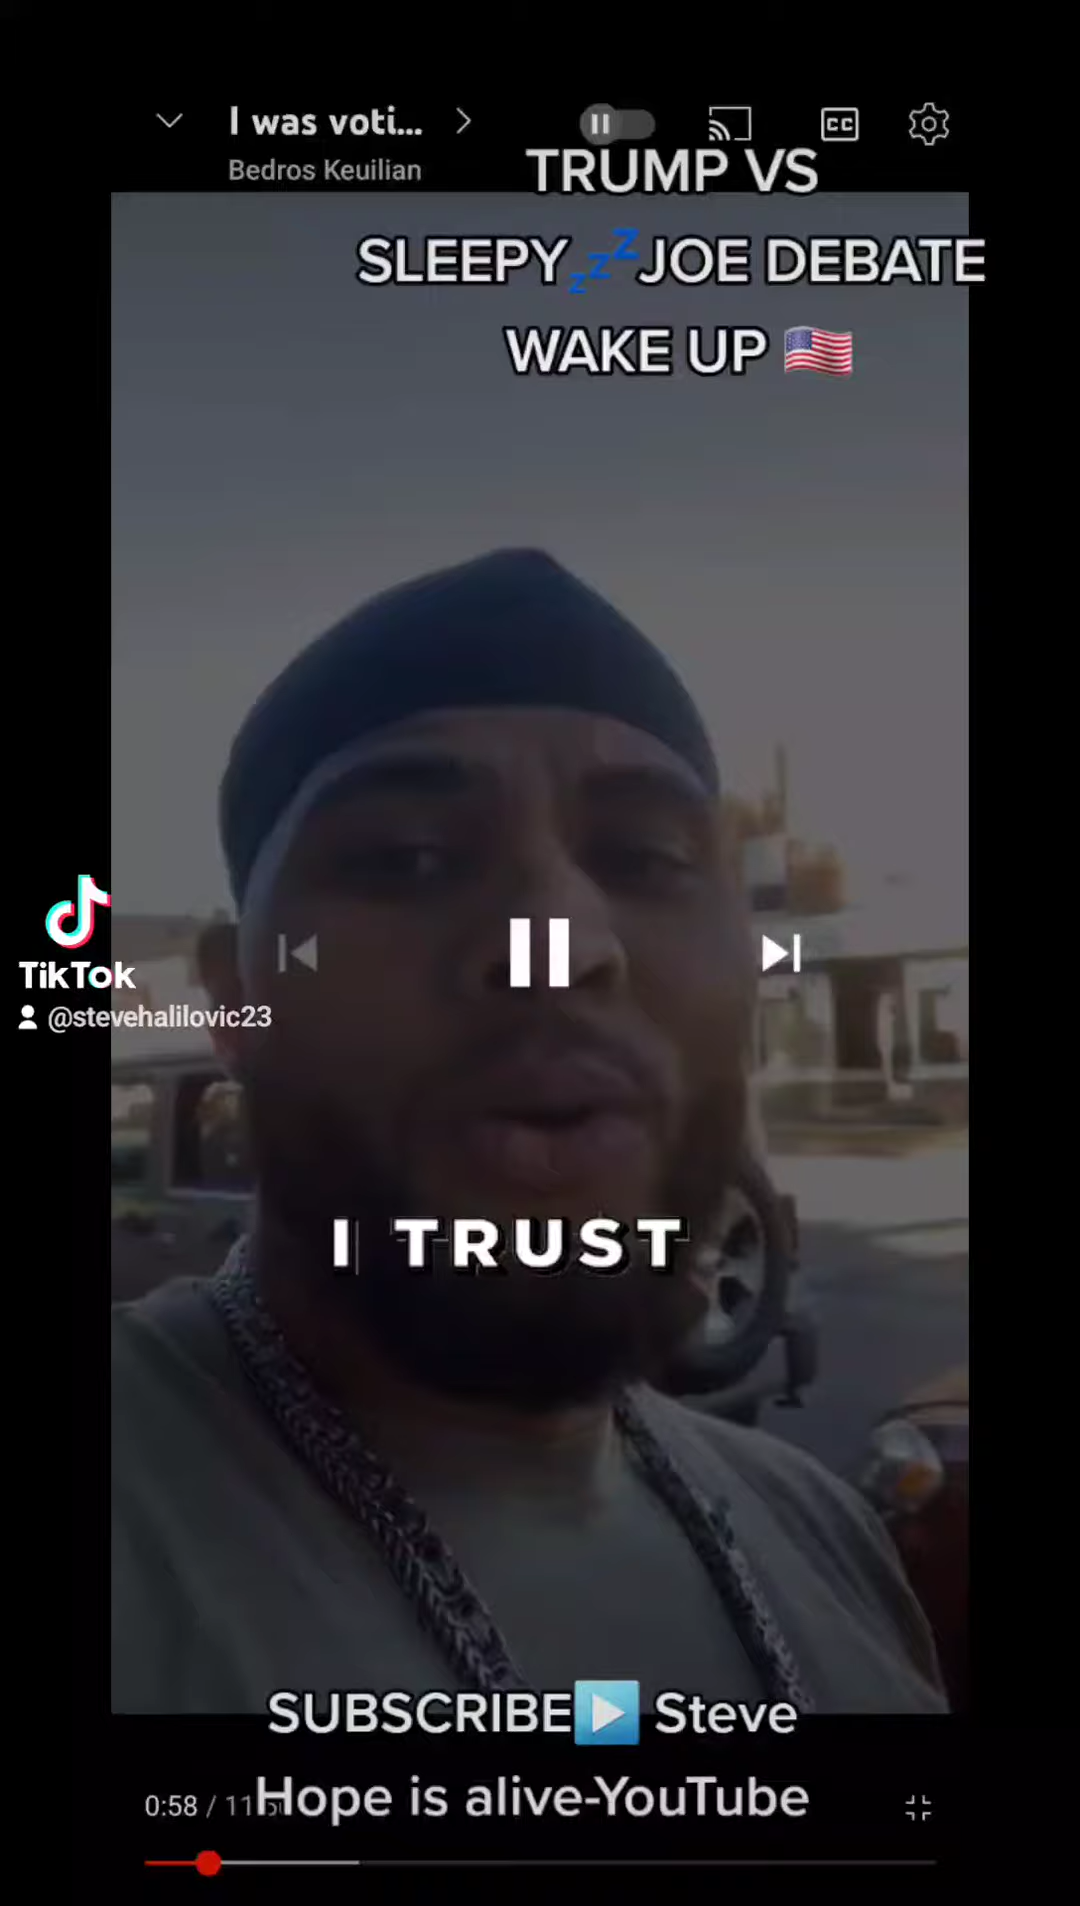 I was voti...
Bedros Keuilian
TRUMP VS
SLEEPY💤JOE DEBATE
WAKE UP 🇺🇸
TikTok
@stevehalilovic23
I TRUST
SUBSCRIBE▶️ Steve
Hope is alive-YouTube
0:58 / 11